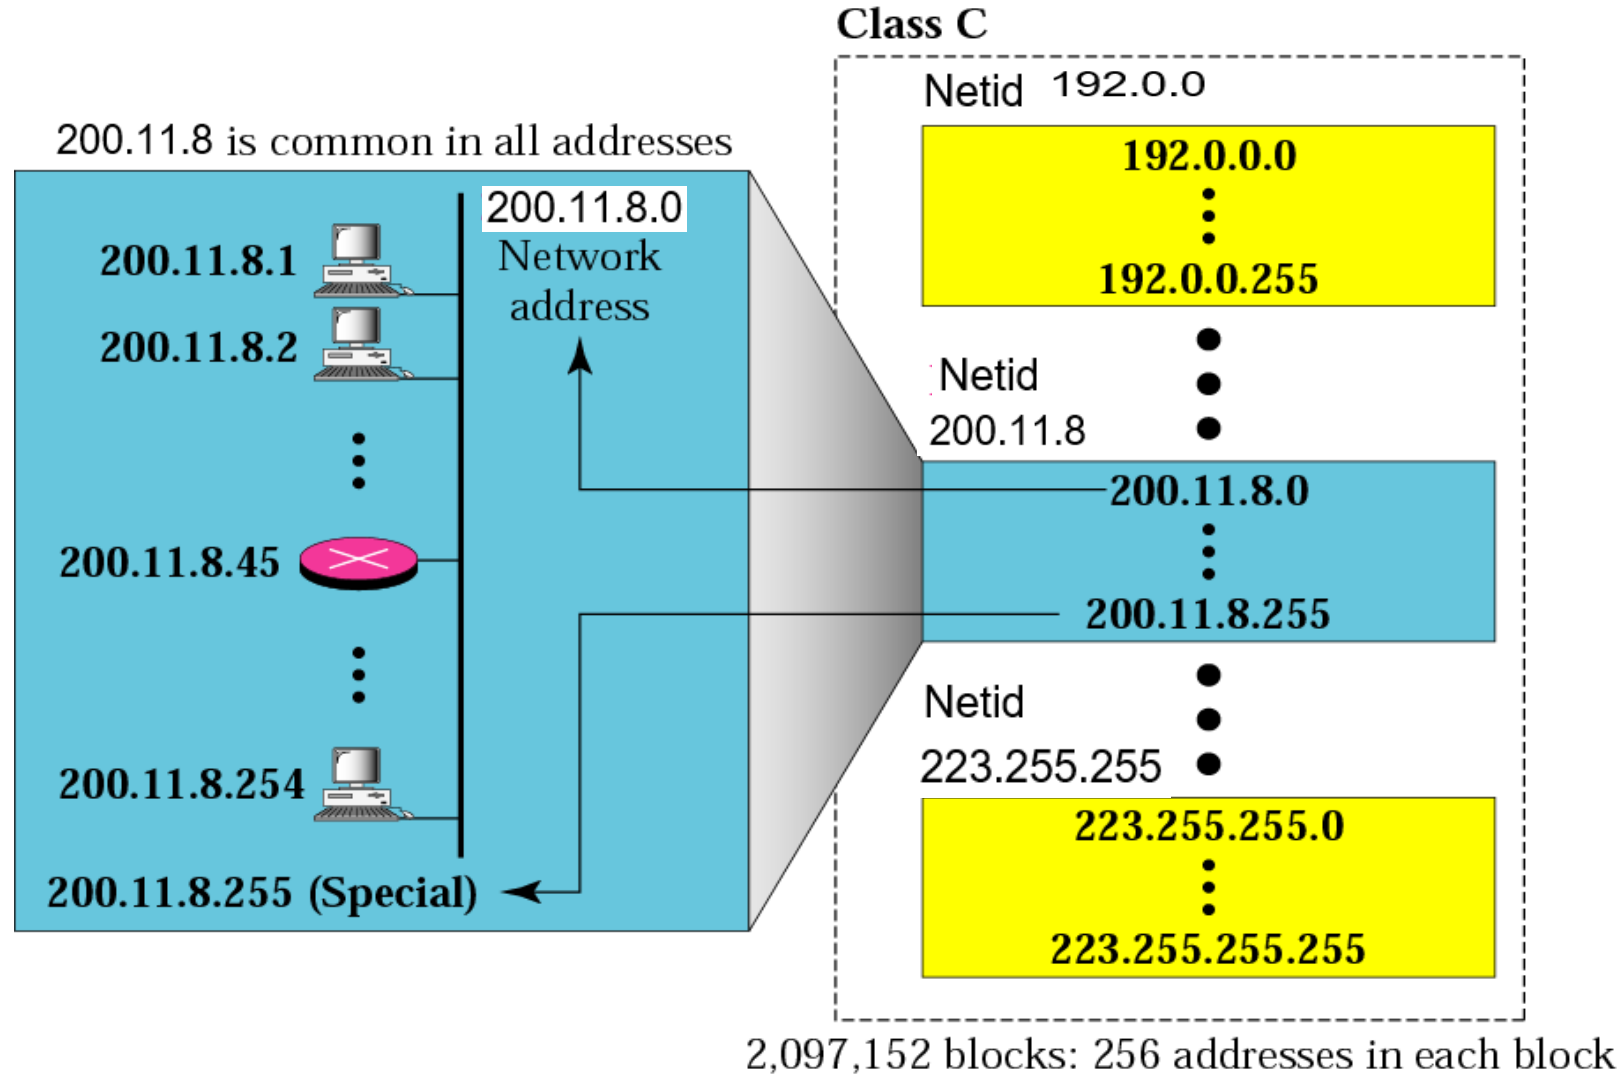 Class C
Netid 192.0.0
192.0.0.0
192.0.0.255
200.11.8 is common in all addresses
200.11.8.0
Network
address
200.11.8.1
200.11.8.2
200.11.8.45
200.11.8.254
200.11.8.255 (Special)
Netid
200.11.8
200.11.8.0
200.11.8.255
Netid
223.255.255
223.255.255.0
223.255.255.255
2,097,152 blocks: 256 addresses in each block